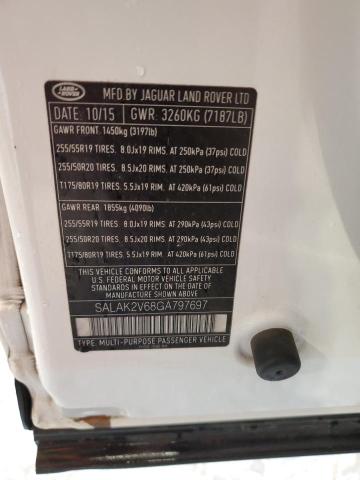 LAND ROVER
MFD BY JAGUAR LAND ROVER LTD
DATE: 10/15 GWR: 3260KG (7187LB)
GAWR FRONT: 1450kg (3197lb)
255/55R19 TIRES, 8.0Jx19 RIMS, AT 250kPa (37psi) COLD
255/50R20 TIRES, 8.5Jx20 RIMS, AT 250kPa (37psi) COLD
T175/80R19 TIRES, 5.5Jx19 RIM, AT 420kPa (61psi) COLD
GAWR REAR: 1855kg (4090lb)
255/55R19 TIRES, 8.0Jx19 RIMS, AT 290kPa (43psi) COLD
255/50R20 TIRES, 8.5Jx20 RIMS, AT 290kPa (43psi) COLD
T175/80R19 TIRES, 5.5Jx19 RIM, AT 420kPa (61psi) COLD
THIS VEHICLE CONFORMS TO ALL APPLICABLE
U.S. FEDERAL MOTOR VEHICLE SAFETY
STANDARDS IN EFFECT ON THE DATE OF
MANUFACTURE SHOWN ABOVE
SALAK2V68GA797697
TYPE: MULTI-PURPOSE PASSENGER VEHICLE